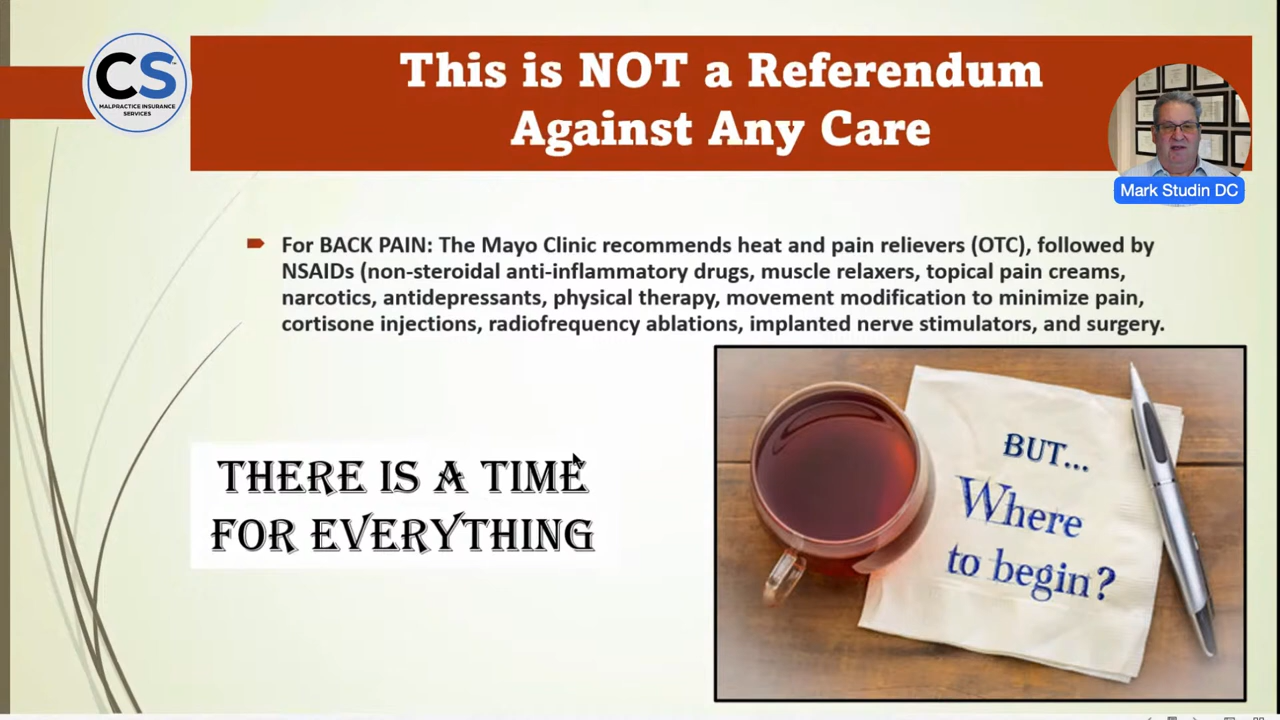 This is NOT a Referendum
Against Any Care
CS
MALPRACTICE INSURANCE
SERVICES
Mark Studin DC
For BACK PAIN: The Mayo Clinic recommends heat and pain relievers (OTC), followed by
NSAIDs (non-steroidal anti-inflammatory drugs, muscle relaxers, topical pain creams,
narcotics, antidepressants, physical therapy, movement modification to minimize pain,
cortisone injections, radiofrequency ablations, implanted nerve stimulators, and surgery.
THERE IS A TIME
FOR EVERYTHING
BUT...
Where
to begin?